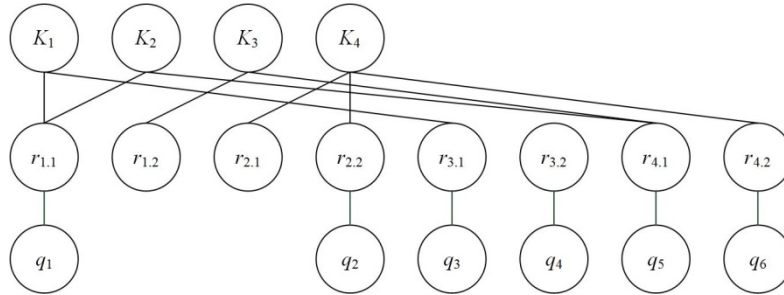 K₁ K₂ K₃ K₄
r₁.₁ r₁.₂ r₂.₁ r₂.₂ r₃.₁ r₃.₂ r₄.₁ r₄.₂
q₁ q₂ q₃ q₄ q₅ q₆